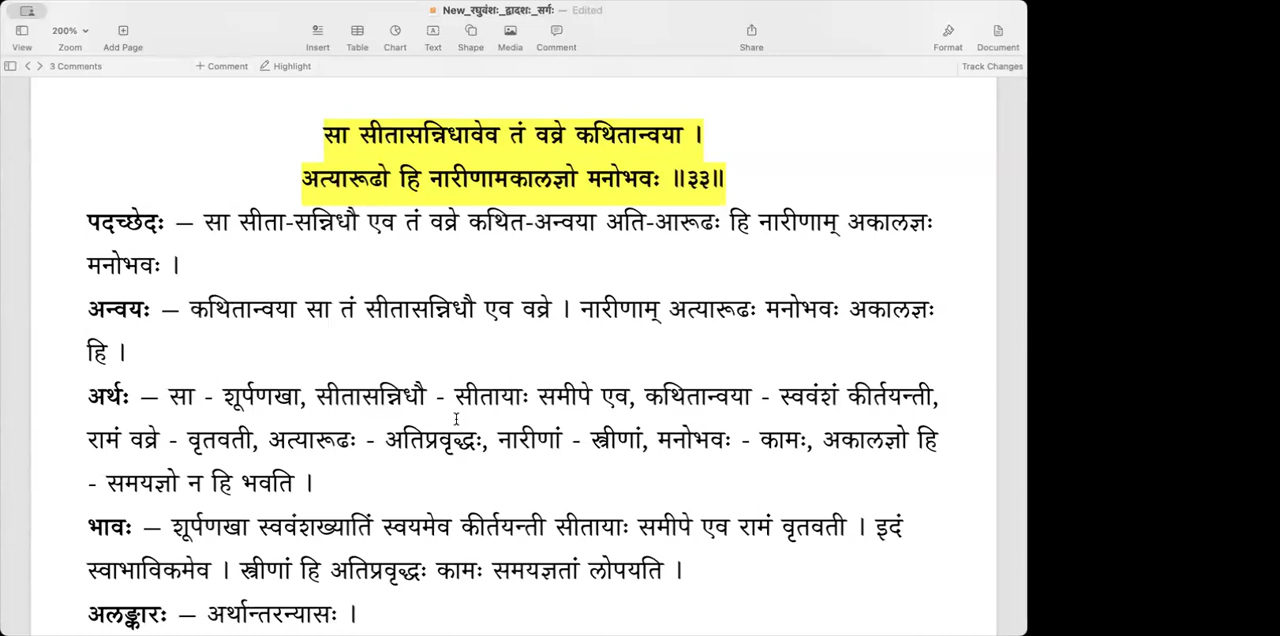 New_रघुवंशः_द्वादशः_सर्गः — Edited
200%
View Zoom Add Page Insert Table Chart Text Shape Media Comment Share Format Document
3 Comments + Comment Highlight Track Changes
सा सीतासन्निधावेव तं वव्रे कथितान्वया ।
अत्यारूढो हि नारीणामकालज्ञो मनोभवः ॥३३॥
पदच्छेदः — सा सीता-सन्निधौ एव तं वव्रे कथित-अन्वया अति-आरूढः हि नारीणाम् अकालज्ञः
मनोभवः ।
अन्वयः — कथितान्वया सा तं सीतासन्निधौ एव वव्रे । नारीणाम् अत्यारूढः मनोभवः अकालज्ञः
हि ।
अर्थः — सा - शूर्पणखा, सीतासन्निधौ - सीतायाः समीपे एव, कथितान्वया - स्ववंशं कीर्तयन्ती,
रामं वव्रे - वृतवती, अत्यारूढः - अतिप्रवृद्धः, नारीणां - स्त्रीणां, मनोभवः - कामः, अकालज्ञो हि
- समयज्ञो न हि भवति ।
भावः — शूर्पणखा स्ववंशख्यातिं स्वयमेव कीर्तयन्ती सीतायाः समीपे एव रामं वृतवती । इदं
स्वाभाविकमेव । स्त्रीणां हि अतिप्रवृद्धः कामः समयज्ञतां लोपयति ।
अलङ्कारः — अर्थान्तरन्यासः ।